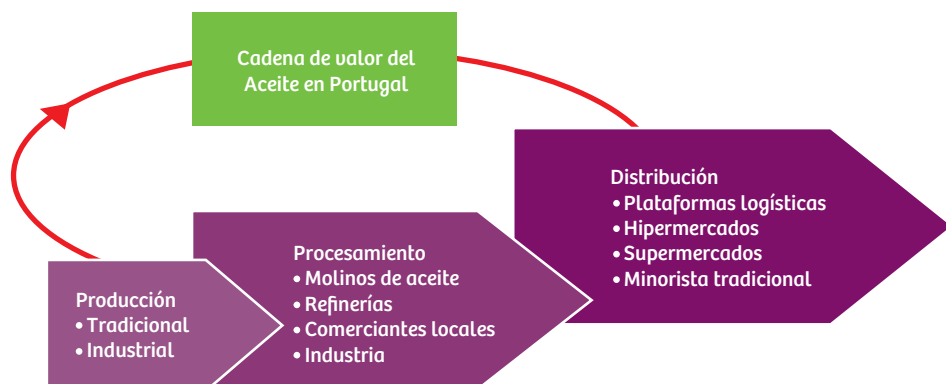 Cadena de valor del
Aceite en Portugal
Producción
• Tradicional
• Industrial
Procesamiento
• Molinos de aceite
• Refinerías
• Comerciantes locales
• Industria
Distribución
• Plataformas logísticas
• Hipermercados
• Supermercados
• Minorista tradicional